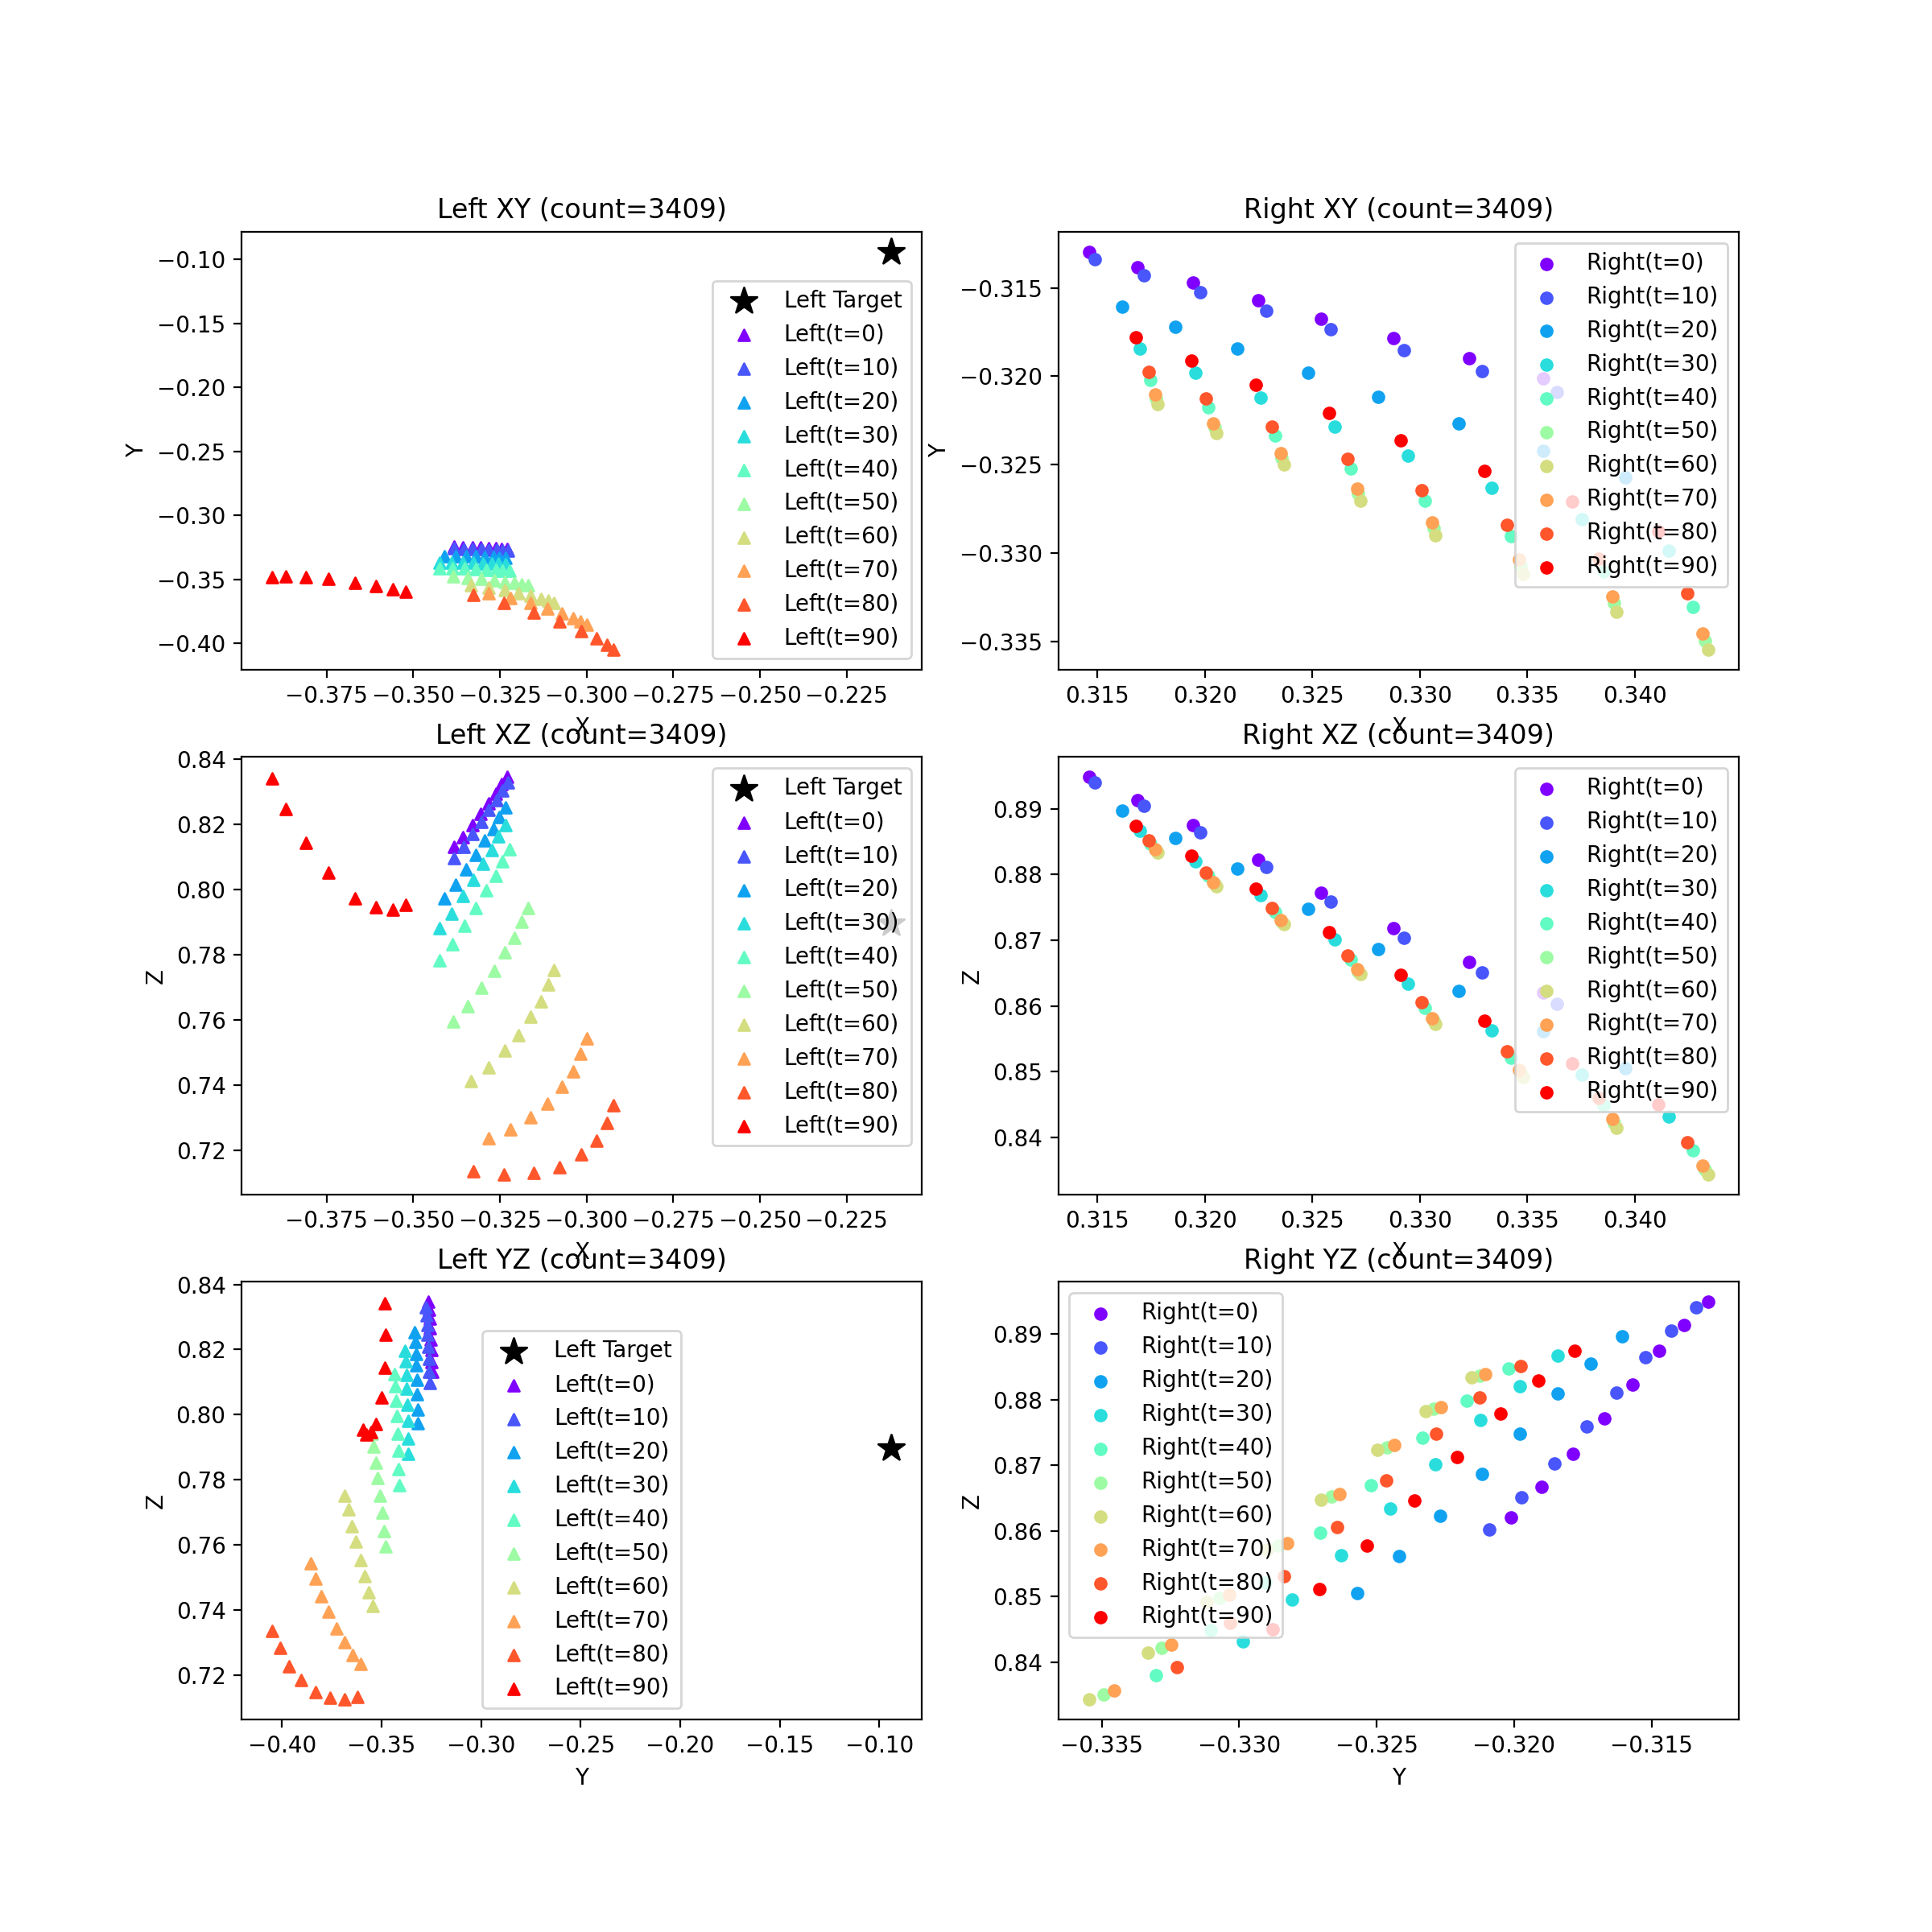 Left XY (count=3409)
Y
−0.10
−0.15
−0.20
−0.25
−0.30
−0.35
−0.40
−0.375 −0.350 −0.325 −0.300 −0.275 −0.250 −0.225
X
Left Target
Left(t=0)
Left(t=10)
Left(t=20)
Left(t=30)
Left(t=40)
Left(t=50)
Left(t=60)
Left(t=70)
Left(t=80)
Left(t=90)
Right XY (count=3409)
Y
−0.315
−0.320
−0.325
−0.330
−0.335
0.315 0.320 0.325 0.330 0.335 0.340
X
Right(t=0)
Right(t=10)
Right(t=20)
Right(t=30)
Right(t=40)
Right(t=50)
Right(t=60)
Right(t=70)
Right(t=80)
Right(t=90)
Left XZ (count=3409)
Z
0.84
0.82
0.80
0.78
0.76
0.74
0.72
−0.375 −0.350 −0.325 −0.300 −0.275 −0.250 −0.225
X
Left Target
Left(t=0)
Left(t=10)
Left(t=20)
Left(t=30)
Left(t=40)
Left(t=50)
Left(t=60)
Left(t=70)
Left(t=80)
Left(t=90)
Right XZ (count=3409)
Z
0.89
0.88
0.87
0.86
0.85
0.84
0.315 0.320 0.325 0.330 0.335 0.340
X
Right(t=0)
Right(t=10)
Right(t=20)
Right(t=30)
Right(t=40)
Right(t=50)
Right(t=60)
Right(t=70)
Right(t=80)
Right(t=90)
Left YZ (count=3409)
Z
0.84
0.82
0.80
0.78
0.76
0.74
0.72
−0.40 −0.35 −0.30 −0.25 −0.20 −0.15 −0.10
Y
Left Target
Left(t=0)
Left(t=10)
Left(t=20)
Left(t=30)
Left(t=40)
Left(t=50)
Left(t=60)
Left(t=70)
Left(t=80)
Left(t=90)
Right YZ (count=3409)
Z
0.89
0.88
0.87
0.86
0.85
0.84
−0.335 −0.330 −0.325 −0.320 −0.315
Y
Right(t=0)
Right(t=10)
Right(t=20)
Right(t=30)
Right(t=40)
Right(t=50)
Right(t=60)
Right(t=70)
Right(t=80)
Right(t=90)